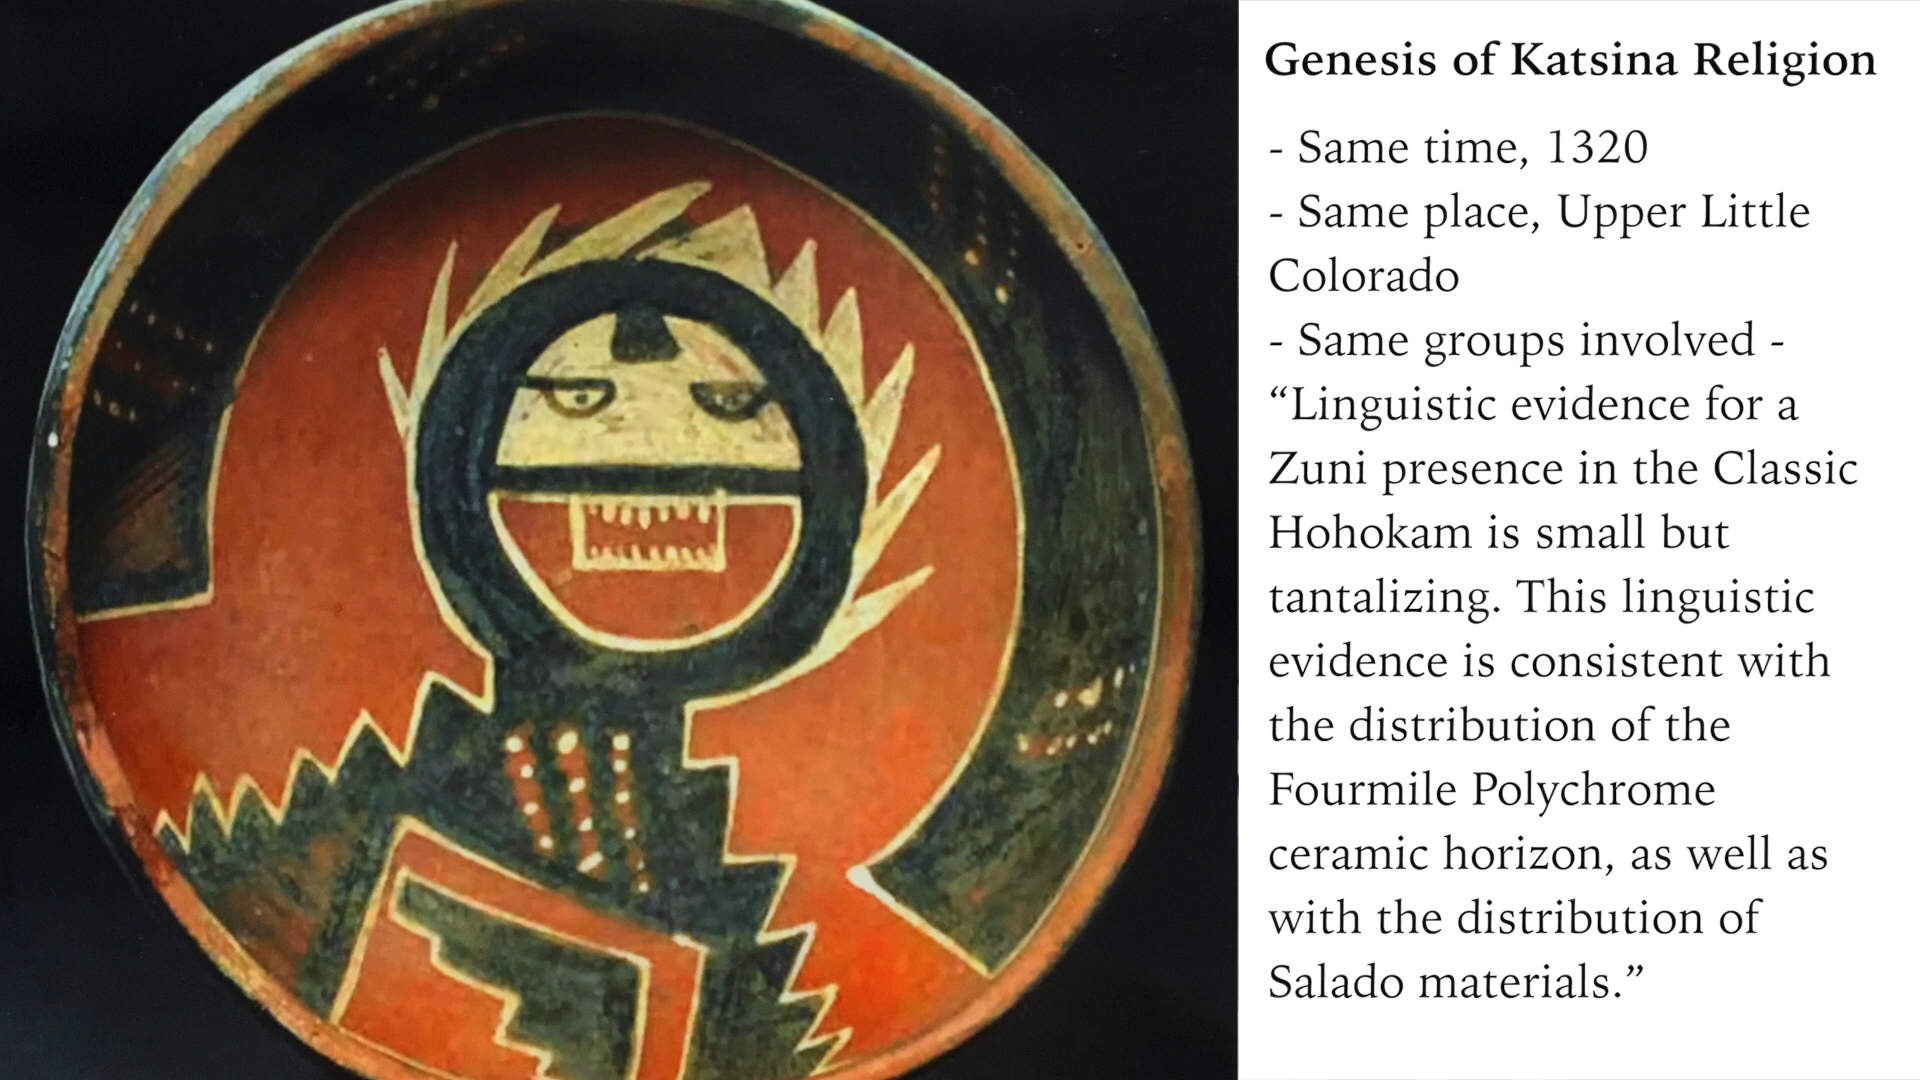 Genesis of Katsina Religion
- Same time, 1320
- Same place, Upper Little
Colorado
- Same groups involved -
“Linguistic evidence for a
Zuni presence in the Classic
Hohokam is small but
tantalizing. This linguistic
evidence is consistent with
the distribution of the
Fourmile Polychrome
ceramic horizon, as well as
with the distribution of
Salado materials.”